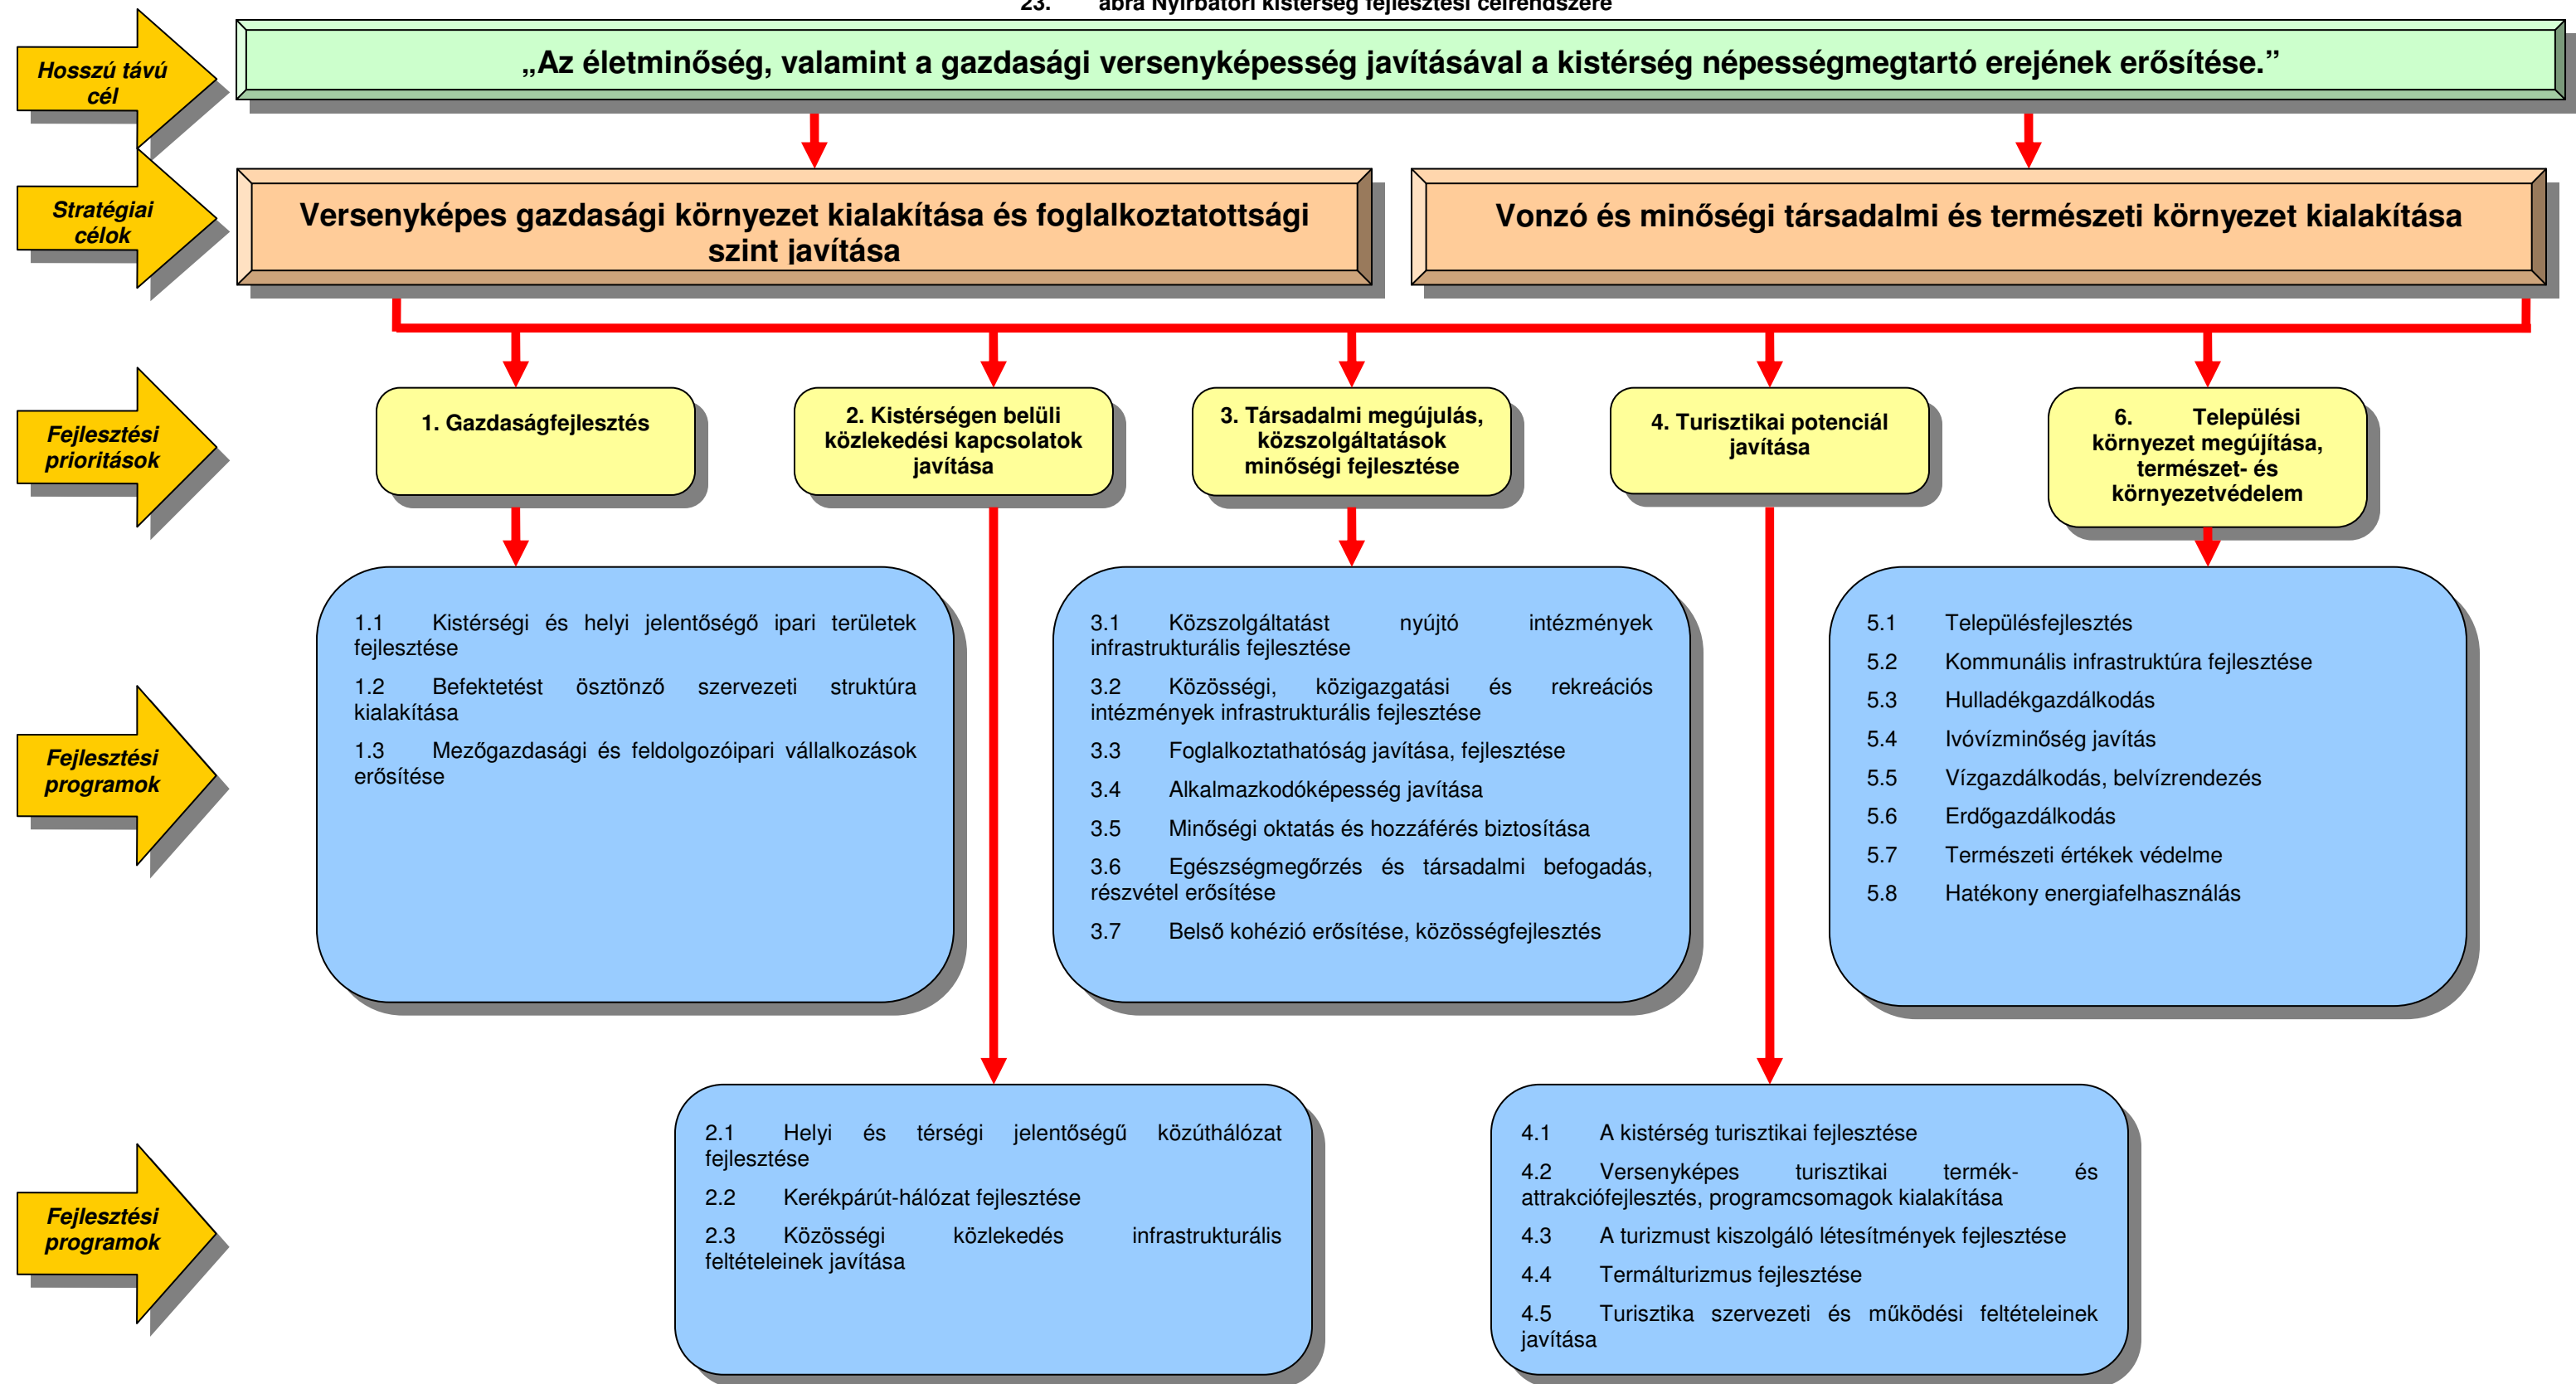 23. ábra Nyírbátori kistérség fejlesztési célrendszere
Hosszú távú
cél
„Az életminőség, valamint a gazdasági versenyképesség javításával a kistérség népességmegtartó erejének erősítése.”
Stratégiai
célok
Versenyképes gazdasági környezet kialakítása és foglalkoztatottsági
szint javítása
Vonzó és minőségi társadalmi és természeti környezet kialakítása
Fejlesztési
prioritások
1. Gazdaságfejlesztés
2. Kistérségen belüli
közlekedési kapcsolatok
javítása
3. Társadalmi megújulás,
közszolgáltatások
minőségi fejlesztése
4. Turisztikai potenciál
javítása
6. Települési
környezet megújítása,
természet- és
környezetvédelem
Fejlesztési
programok
1.1 Kistérségi és helyi jelentőségő ipari területek
fejlesztése
1.2 Befektetést ösztönző szervezeti struktúra
kialakítása
1.3 Mezőgazdasági és feldolgozóipari vállalkozások
erősítése
3.1 Közszolgáltatást nyújtó intézmények
infrastrukturális fejlesztése
3.2 Közösségi, közigazgatási és rekreációs
intézmények infrastrukturális fejlesztése
3.3 Foglalkoztathatóság javítása, fejlesztése
3.4 Alkalmazkodóképesség javítása
3.5 Minőségi oktatás és hozzáférés biztosítása
3.6 Egészségmegőrzés és társadalmi befogadás,
részvétel erősítése
3.7 Belső kohézió erősítése, közösségfejlesztés
5.1 Településfejlesztés
5.2 Kommunális infrastruktúra fejlesztése
5.3 Hulladékgazdálkodás
5.4 Ivóvízminőség javítás
5.5 Vízgazdálkodás, belvízrendezés
5.6 Erdőgazdálkodás
5.7 Természeti értékek védelme
5.8 Hatékony energiafelhasználás
Fejlesztési
programok
2.1 Helyi és térségi jelentőségű közúthálózat
fejlesztése
2.2 Kerékpárút-hálózat fejlesztése
2.3 Közösségi közlekedés infrastrukturális
feltételeinek javítása
4.1 A kistérség turisztikai fejlesztése
4.2 Versenyképes turisztikai termék- és
attrakciófejlesztés, programcsomagok kialakítása
4.3 A turizmust kiszolgáló létesítmények fejlesztése
4.4 Termálturizmus fejlesztése
4.5 Turisztika szervezeti és működési feltételeinek
javítása